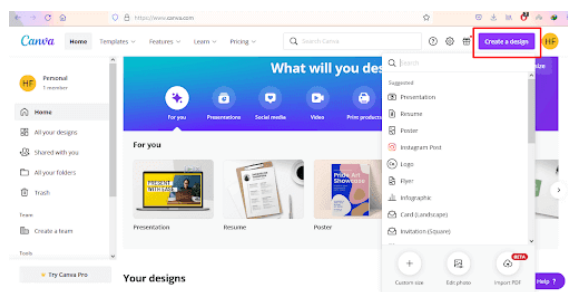 https://www.canva.com
Canva Home Templates Features Learn Pricing Search Canva Create a design HF
HF Personal
1 member
Home
All your designs
Shared with you
All your folders
Trash
Team
Create a team
Tools
Try Canva Pro
What will you des
ize
For you Presentations Social media Video Print products
For you
PRESENT
WITH EASE
Pride Art
Showcase
Presentation Resume Poster
Your designs
Search
Suggested
Presentation
Resume
Poster
Instagram Post
Logo
Flyer
Infographic
Card (Landscape)
Invitation (Square)
BETA
Custom size Edit photo Import PDF
Help ?